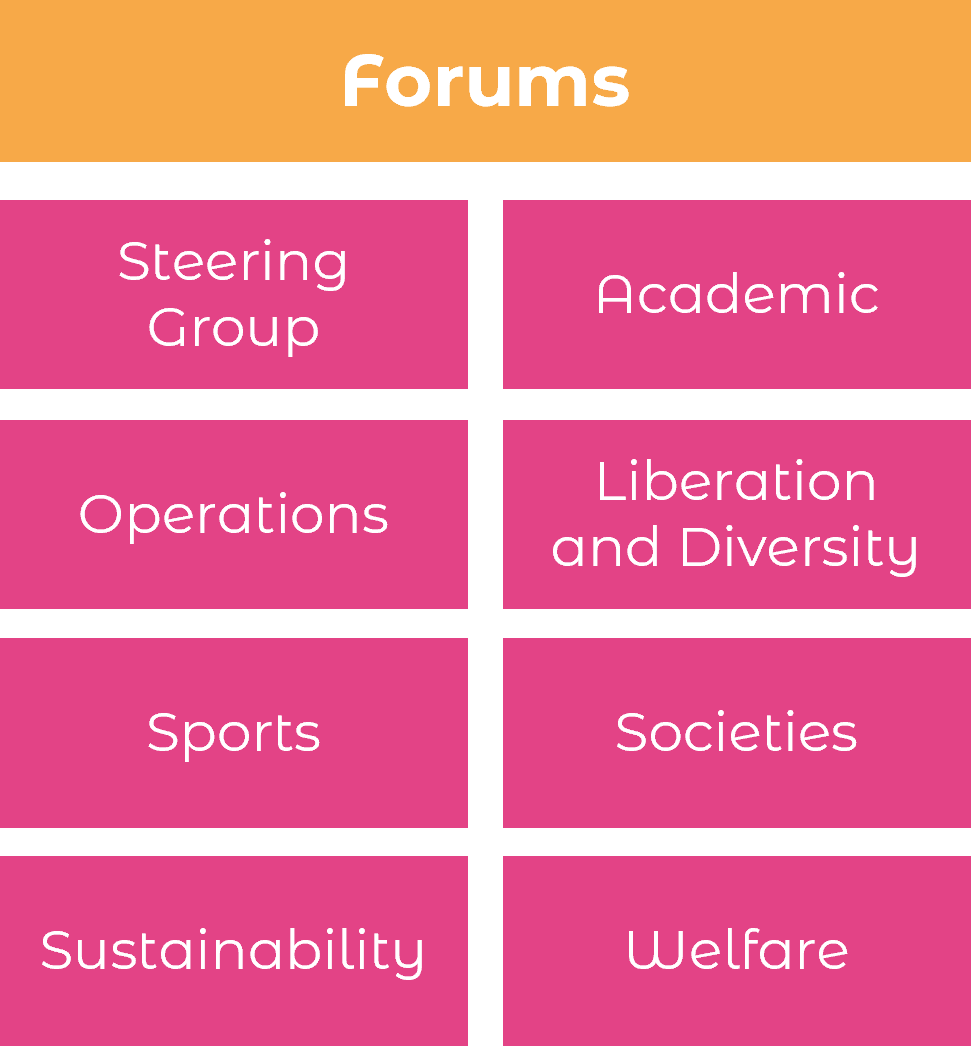 Forums
Steering
Group
Academic
Operations
Liberation
and Diversity
Sports
Societies
Sustainability
Welfare